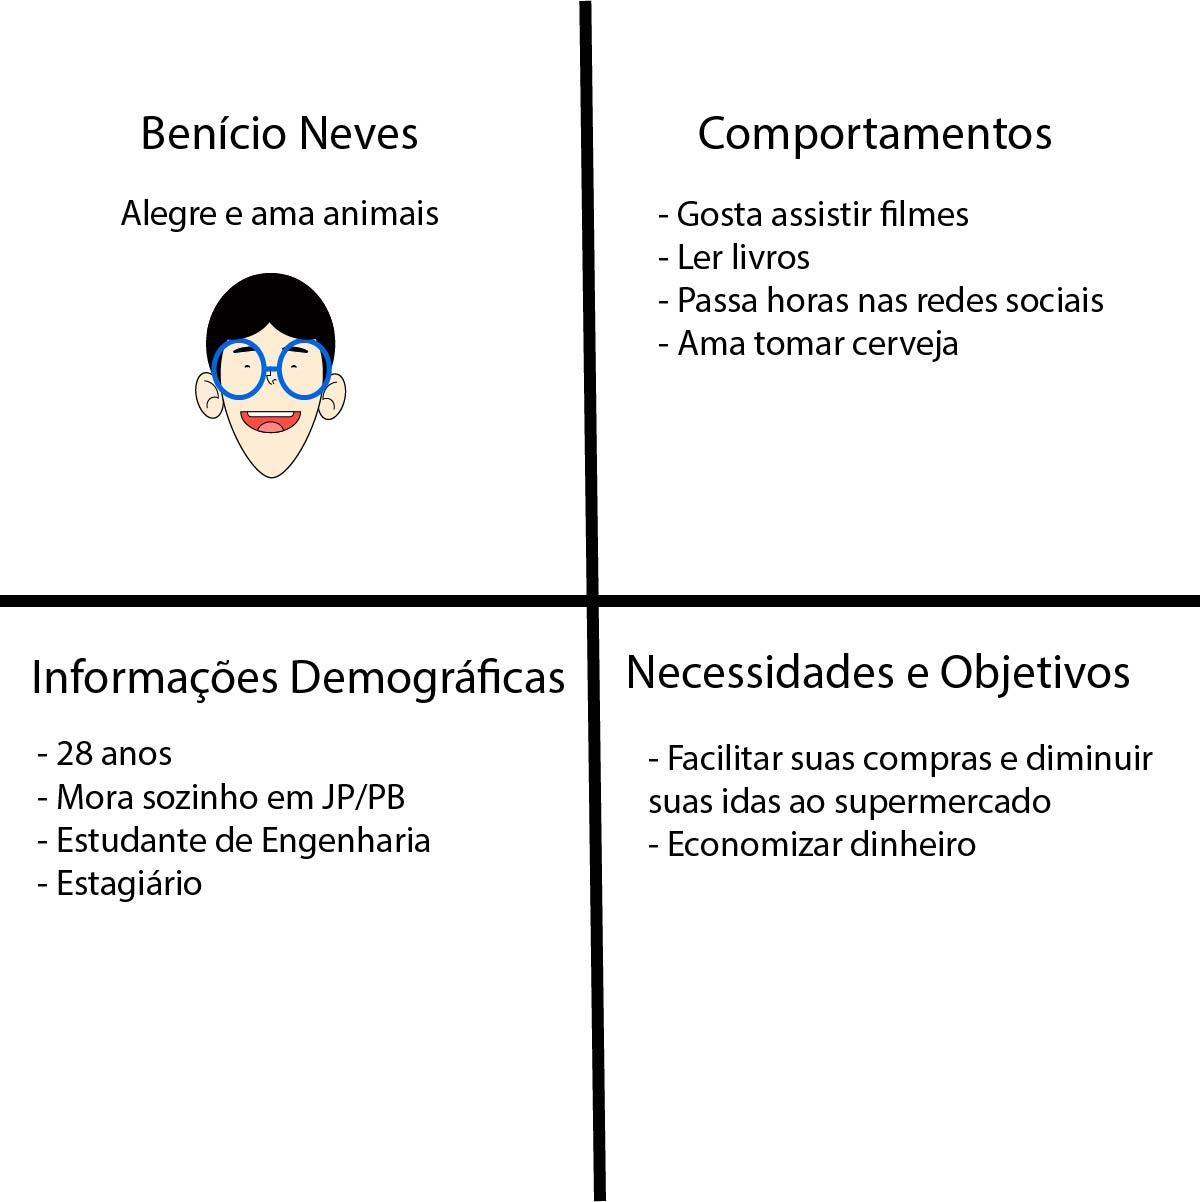 Benício Neves
Alegre e ama animais
Comportamentos
- Gosta assistir filmes
- Ler livros
- Passa horas nas redes sociais
- Ama tomar cerveja
Informações Demográficas
- 28 anos
- Mora sozinho em JP/PB
- Estudante de Engenharia
- Estagiário
Necessidades e Objetivos
- Facilitar suas compras e diminuir
suas idas ao supermercado
- Economizar dinheiro